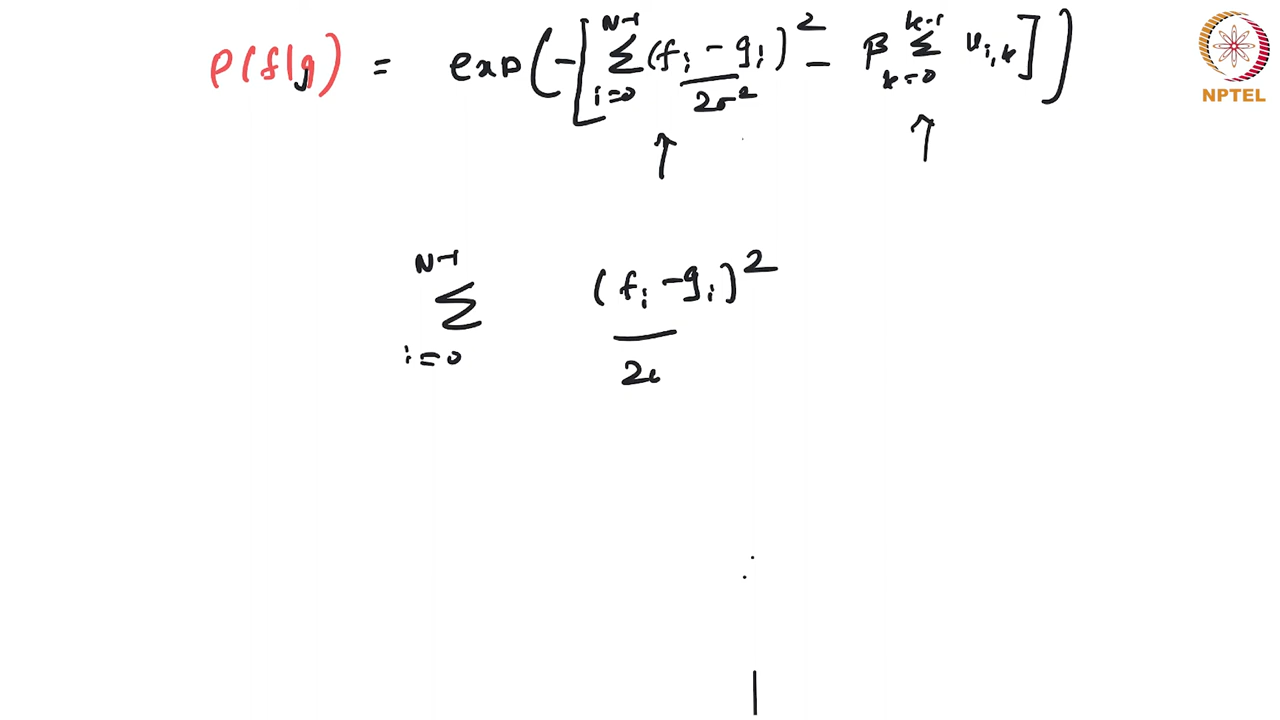 P(f|g) = exp(-[ Σ_{i=0}^{N-1} (f_i - g_i)^2 / 2σ^2 - β Σ_{k=0}^{k-1} u_{i,k} ])
NPTEL
Σ_{i=0}^{N-1} (f_i - g_i)^2 / 2